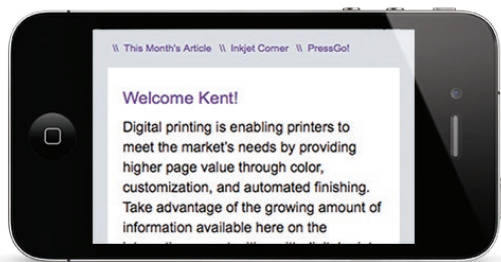 \\ This Month's Article \\ Inkjet Corner \\ PressGo!
Welcome Kent!
Digital printing is enabling printers to
meet the market's needs by providing
higher page value through color,
customization, and automated finishing.
Take advantage of the growing amount of
information available here on the